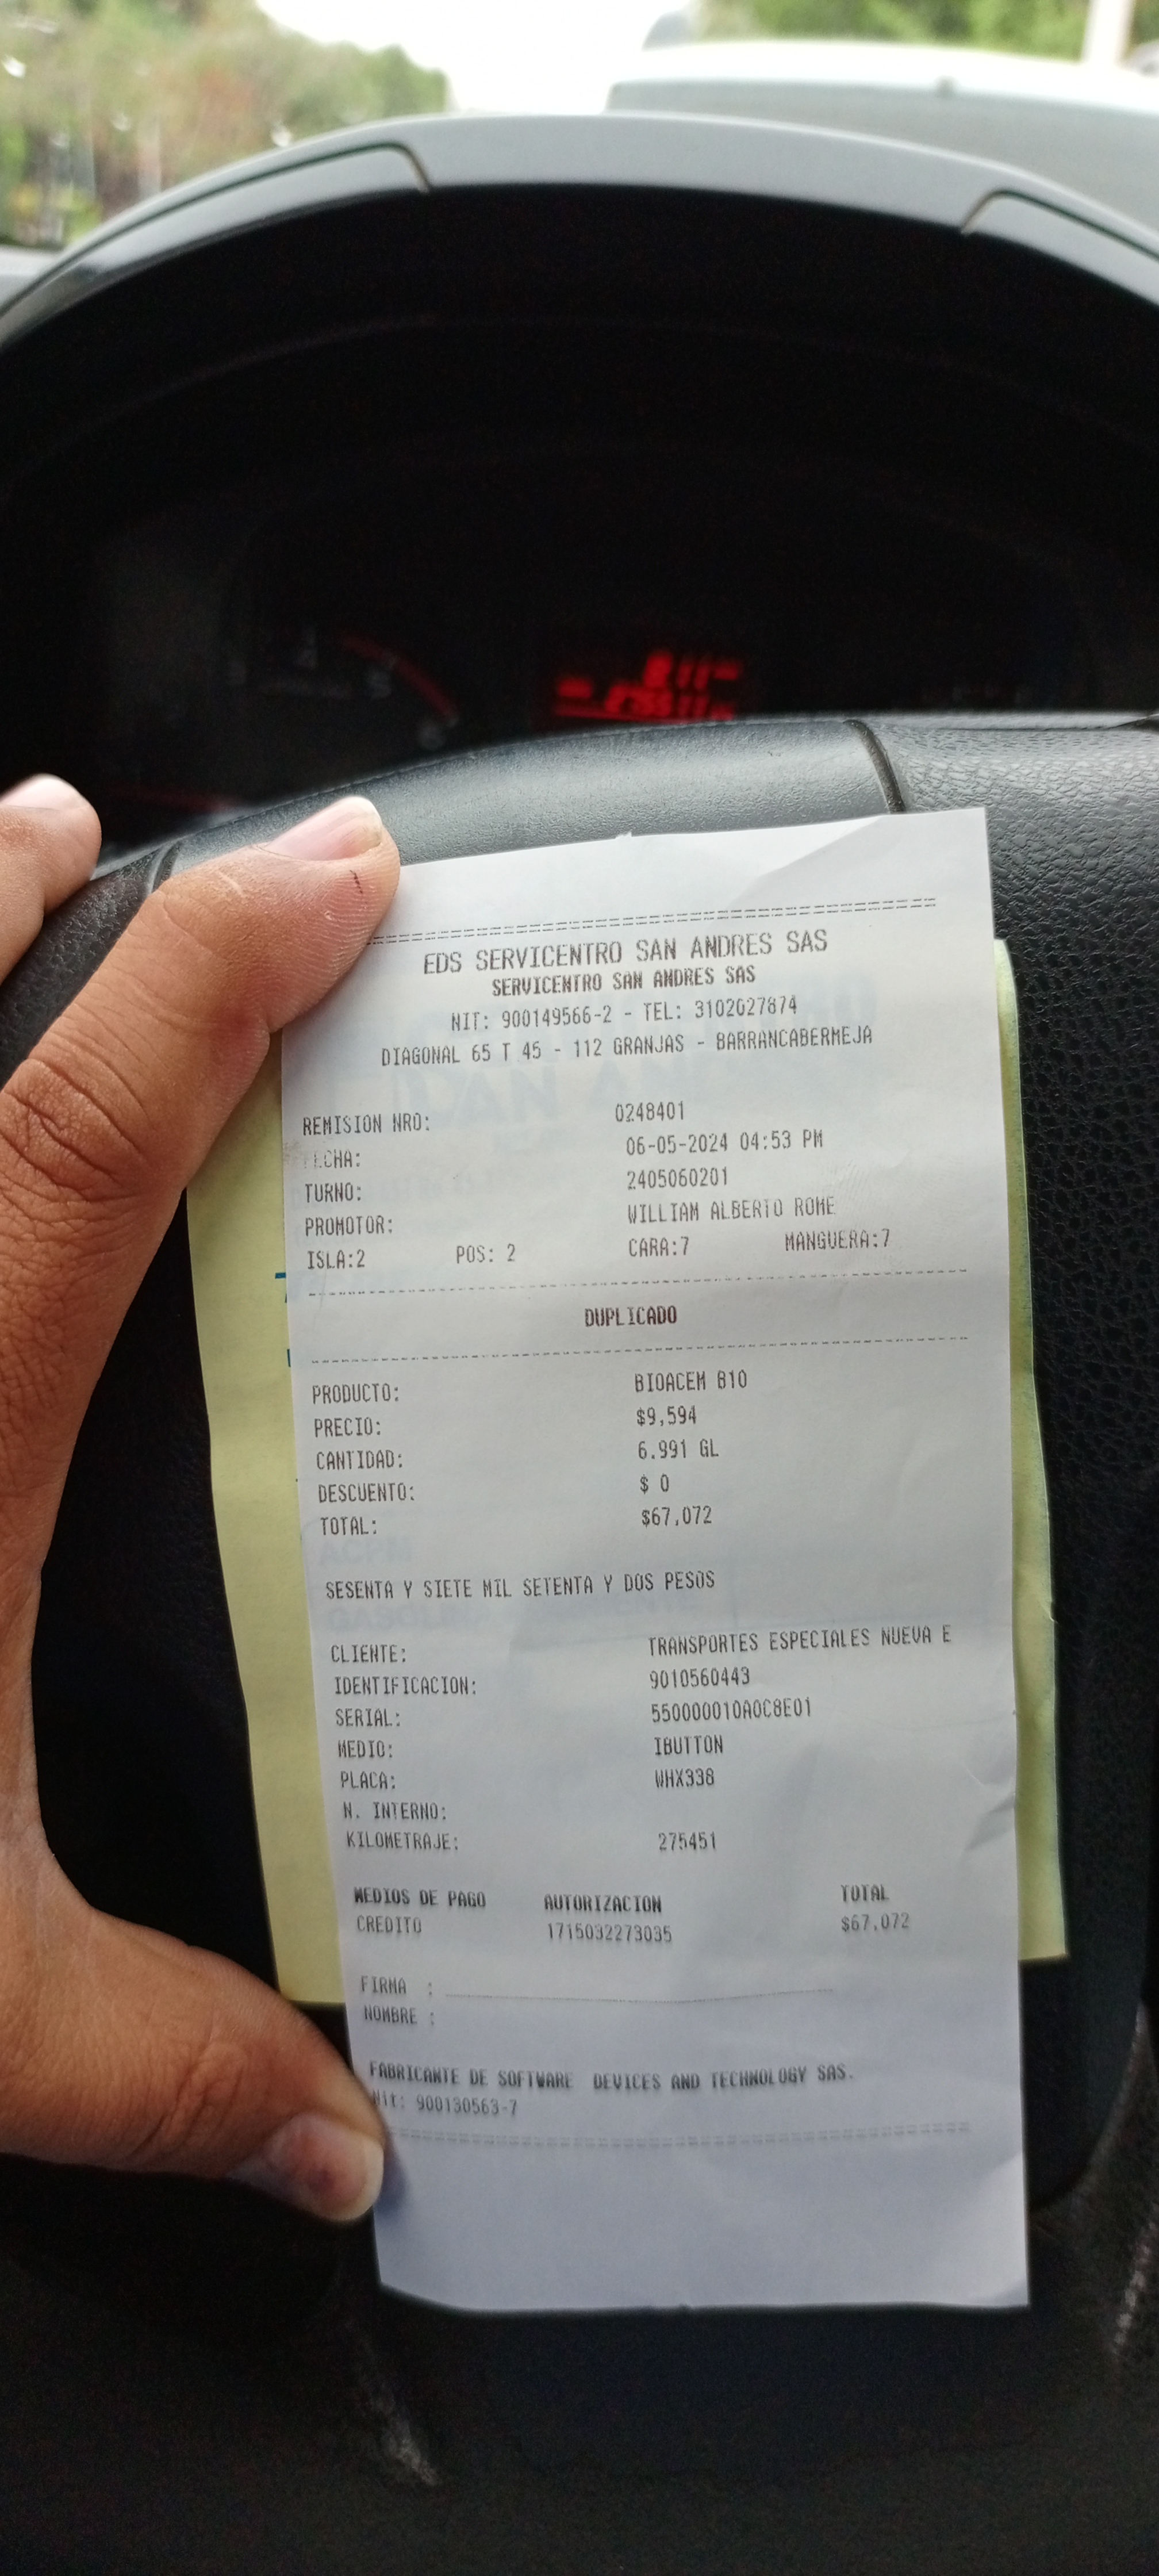 EDS SERVICENTRO SAN ANDRES SAS
SERVICENTRO SAN ANDRES SAS
NIT: 900149566-2 - TEL: 3102027874
DIAGONAL 65 T 45 - 112 GRANJAS - BARRANCABERMEJA
REMISION NRO: 0248401
FECHA: 06-05-2024 04:53 PM
TURNO: 2405060201
PROMOTOR: WILLIAM ALBERTO ROME
ISLA:2 POS: 2 CARA:7 MANGUERA:7
DUPLICADO
PRODUCTO: BIOACEM B10
PRECIO: $9,594
CANTIDAD: 6.991 GL
DESCUENTO: $ 0
TOTAL: $67,072
SESENTA Y SIETE MIL SETENTA Y DOS PESOS
CLIENTE: TRANSPORTES ESPECIALES NUEVA E
IDENTIFICACION: 9010560443
SERIAL: 550000010A0C8E01
MEDIO: IBUTTON
PLACA: WHX338
N. INTERNO:
KILOMETRAJE: 275451
MEDIOS DE PAGO AUTORIZACION TOTAL
CREDITO 1715032273035 $67,072
FIRMA :
NOMBRE :
FABRICANTE DE SOFTWARE DEVICES AND TECHNOLOGY SAS.
Nit: 900130563-7